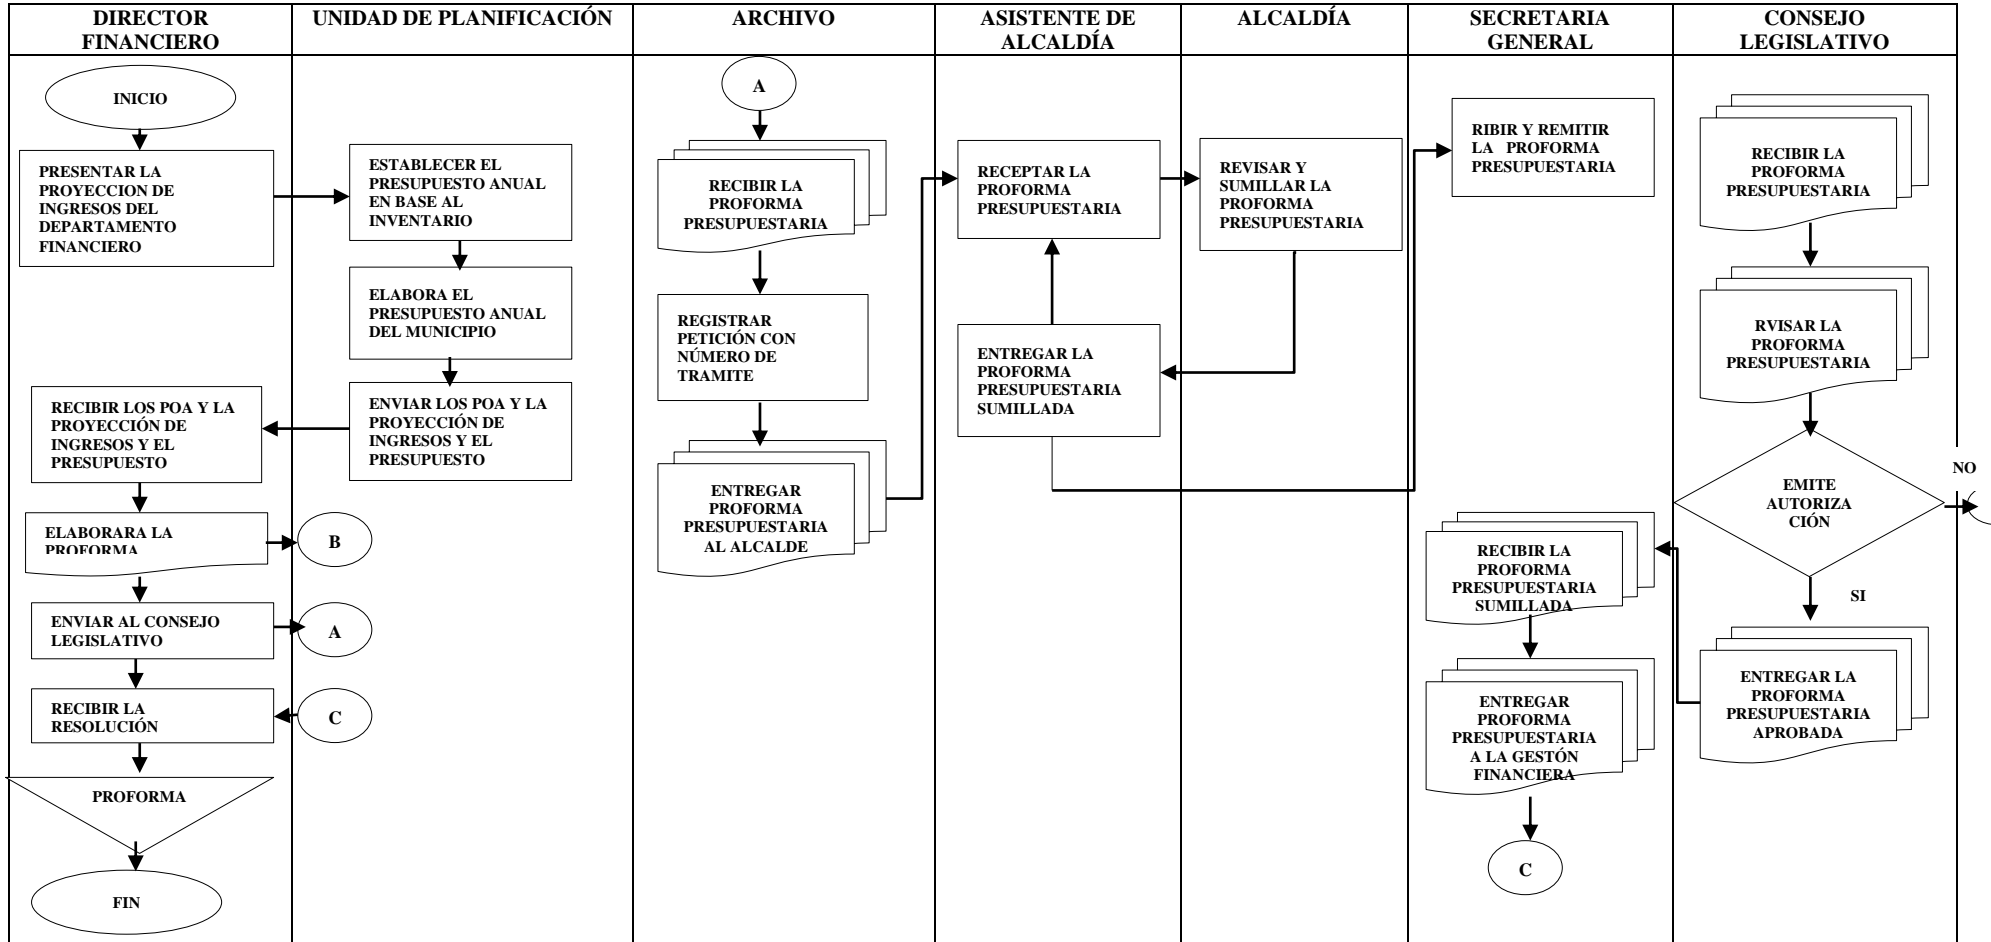 DIRECTOR
FINANCIERO
UNIDAD DE PLANIFICACIÓN
ARCHIVO
ASISTENTE DE
ALCALDÍA
ALCALDÍA
SECRETARIA
GENERAL
CONSEJO
LEGISLATIVO
INICIO
PRESENTAR LA
PROYECCION DE
INGRESOS DEL
DEPARTAMENTO
FINANCIERO
RECIBIR LOS POA Y LA
PROYECCIÓN DE
INGRESOS Y EL
PRESUPUESTO
ELABORARA LA
PROFORMA
ENVIAR AL CONSEJO
LEGISLATIVO
RECIBIR LA
RESOLUCIÓN
PROFORMA
FIN
ESTABLECER EL
PRESUPUESTO ANUAL
EN BASE AL
INVENTARIO
ELABORA EL
PRESUPUESTO ANUAL
DEL MUNICIPIO
ENVIAR LOS POA Y LA
PROYECCIÓN DE
INGRESOS Y EL
PRESUPUESTO
B
A
C
A
RECIBIR LA
PROFORMA
PRESUPUESTARIA
REGISTRAR
PETICIÓN CON
NÚMERO DE
TRAMITE
ENTREGAR
PROFORMA
PRESUPUESTARIA
AL ALCALDE
RECEPTAR LA
PROFORMA
PRESUPUESTARIA
ENTREGAR LA
PROFORMA
PRESUPUESTARIA
SUMILLADA
REVISAR Y
SUMILLAR LA
PROFORMA
PRESUPUESTARIA
RIBIR Y REMITIR
LA PROFORMA
PRESUPUESTARIA
RECIBIR LA
PROFORMA
PRESUPUESTARIA
SUMILLADA
ENTREGAR
PROFORMA
PRESUPUESTARIA
A LA GESTÓN
FINANCIERA
C
RECIBIR LA
PROFORMA
PRESUPUESTARIA
RVISAR LA
PROFORMA
PRESUPUESTARIA
EMITE
AUTORIZA
CIÓN
NO
SI
ENTREGAR LA
PROFORMA
PRESUPUESTARIA
APROBADA